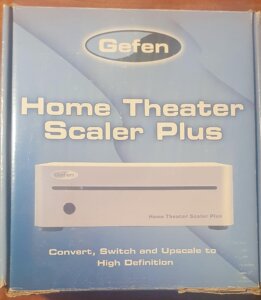 Gefen
Home Theater
Scaler Plus
Gefen
Home Theater Scaler Plus
Convert, Switch and Upscale to
High Definition